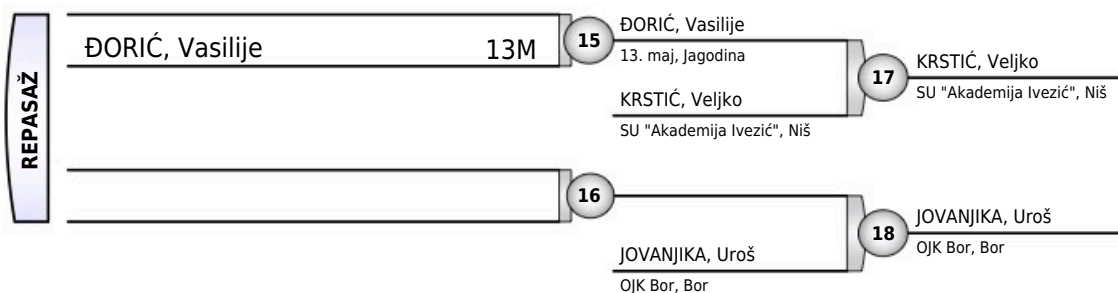 REPASAŽ
ĐORIĆ, Vasilije 13M
15
ĐORIĆ, Vasilije
13. maj, Jagodina
KRSTIĆ, Veljko
SU "Akademija Ivezić", Niš
17
KRSTIĆ, Veljko
SU "Akademija Ivezić", Niš
16
JOVANJIKA, Uroš
OJK Bor, Bor
18
JOVANJIKA, Uroš
OJK Bor, Bor